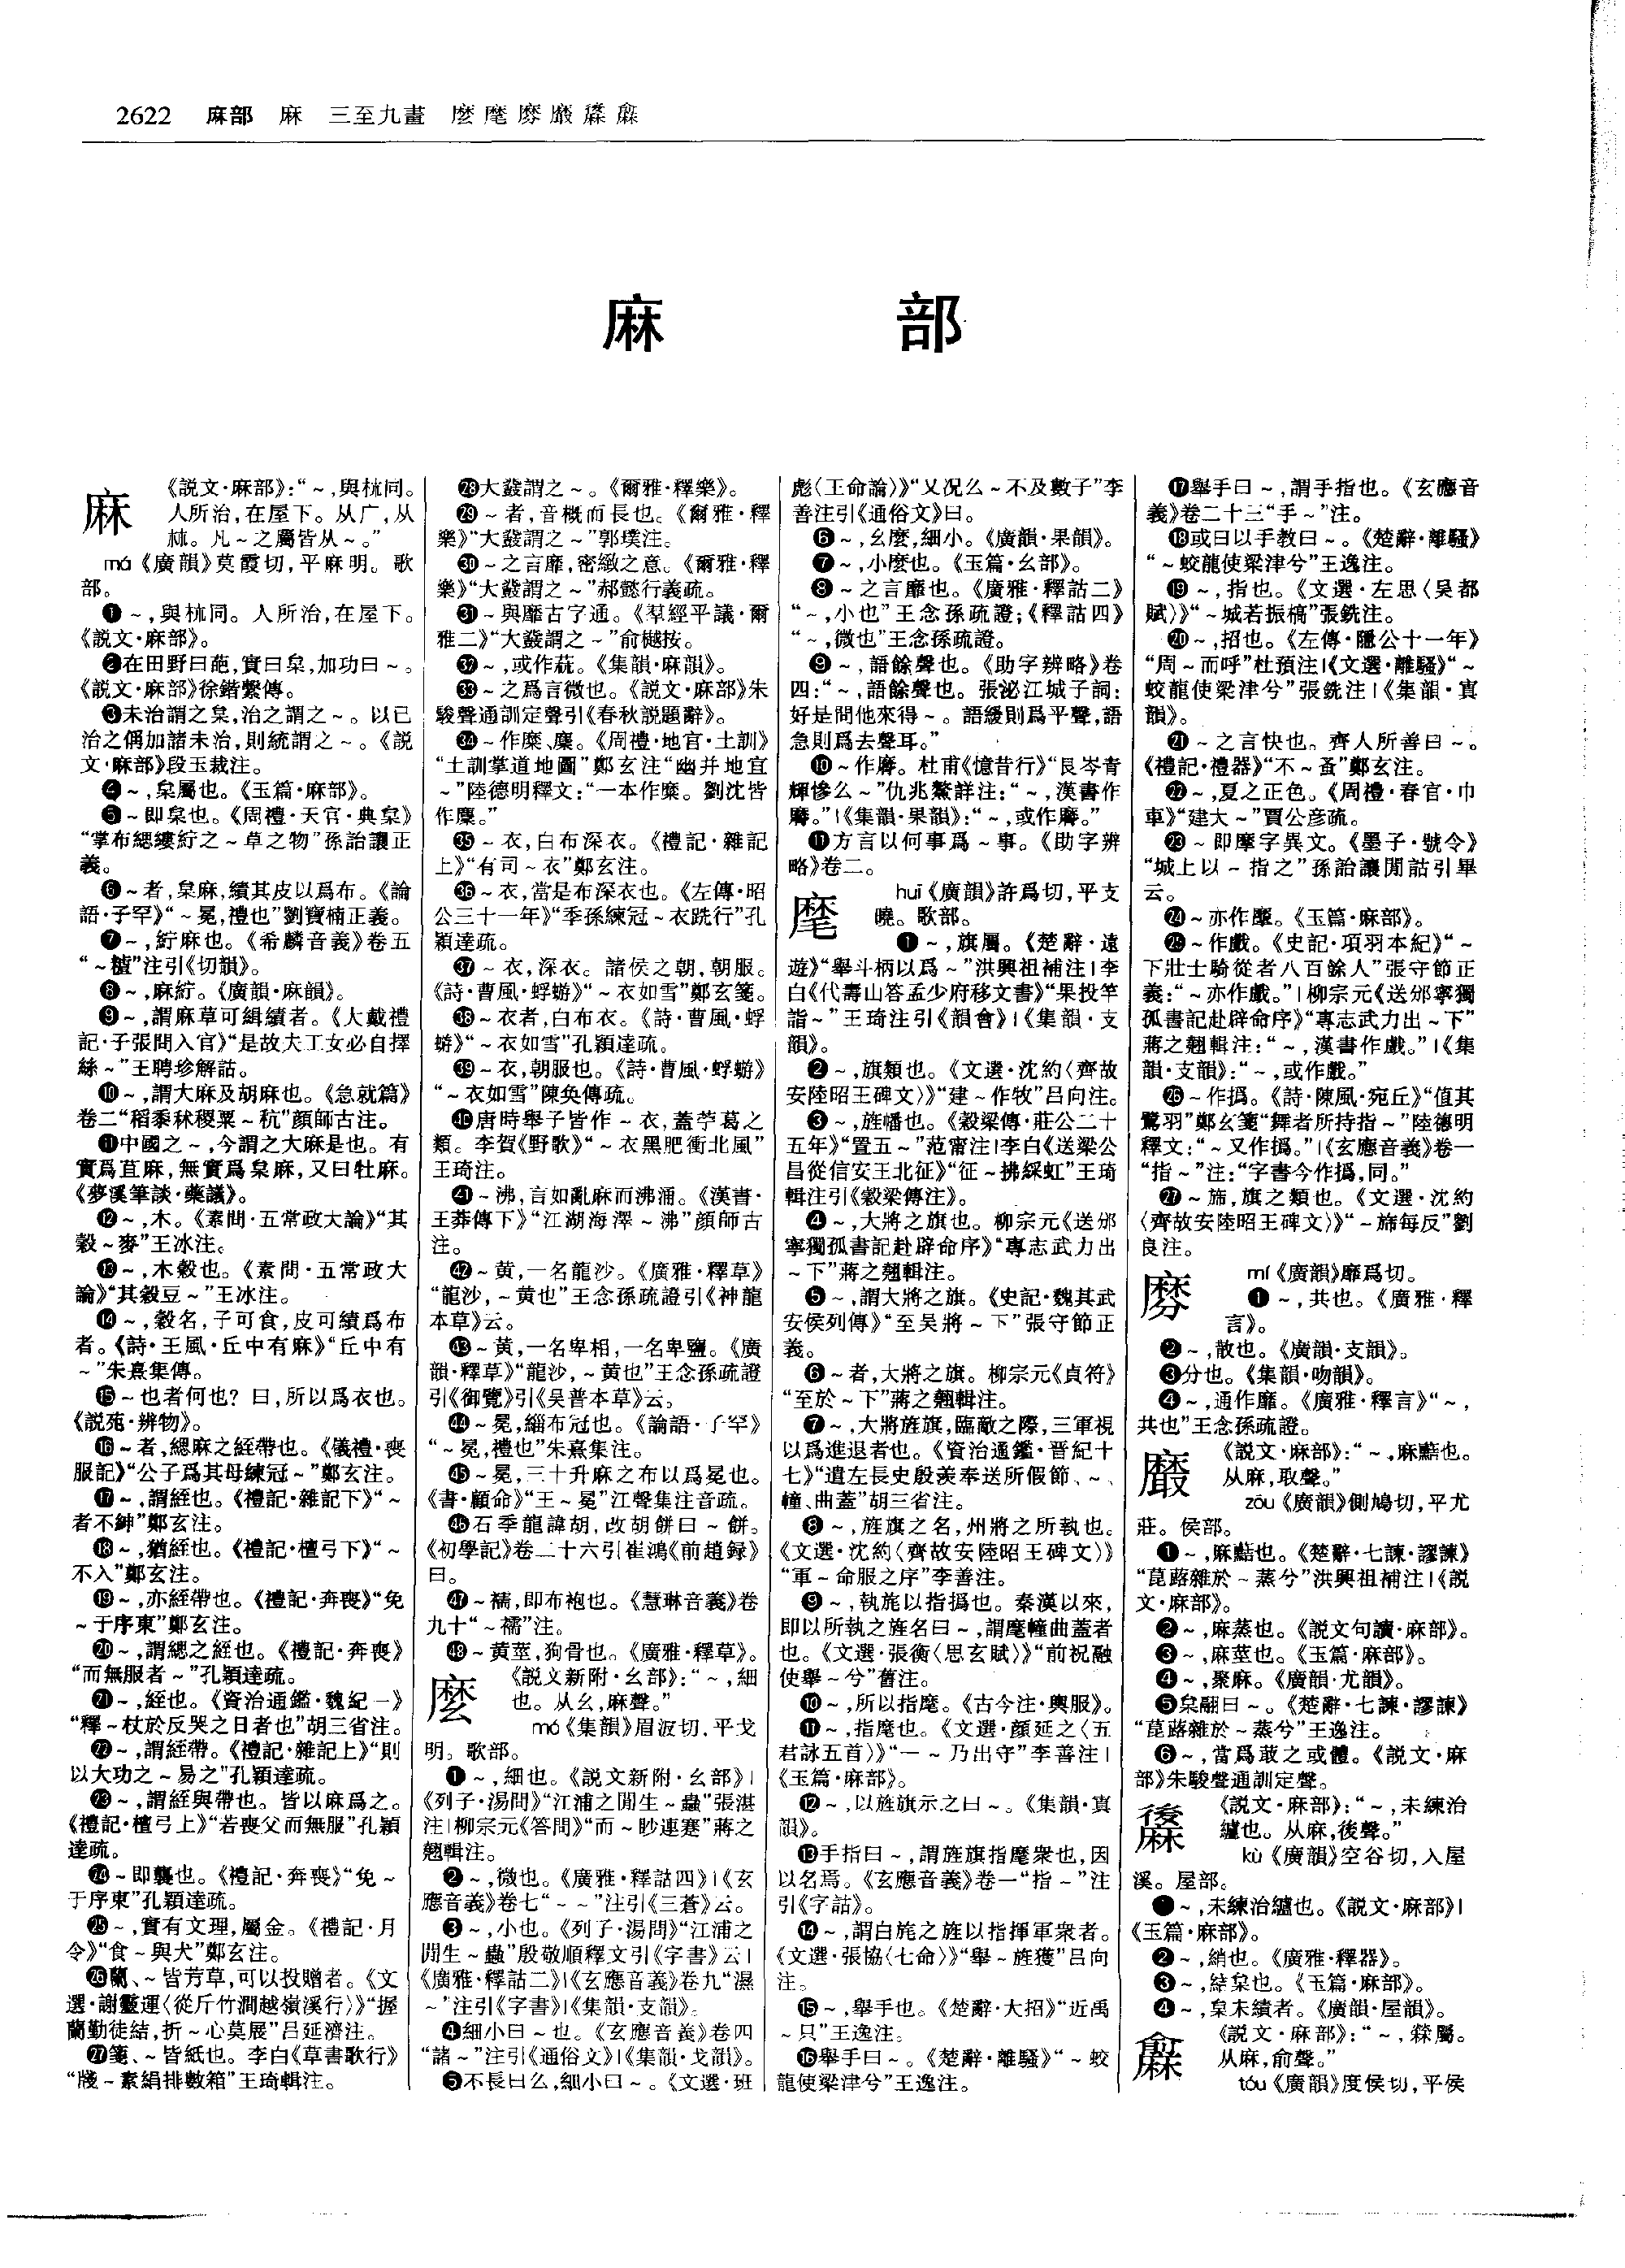 2622 麻部 麻 三至九畫 麽麾䵐黀䵇䵉
麻 部
麻
《説文·麻部》：“～，與𣏟同。
人所治，在屋下。从广，从
𣏟。凡～之屬皆从～。”
má《廣韻》莫霞切，平麻明。歌
部。
❶～，與𣏟同。人所治，在屋下。
《説文·麻部》。
❷在田野曰葩，實曰枲，加功曰～。
《説文·麻部》徐鍇繫傳。
❸未治謂之枲，治之謂之～。以已
治之偁加諸未治，則統謂之～。《説
文·麻部》段玉裁注。
❹～，枲屬也。《玉篇·麻部》。
❺～即枲也。《周禮·天官·典枲》
“掌布緦縷紵之～草之物”孫詒讓正
義。
❻～者，枲麻，績其皮以爲布。《論
語·子罕》“～冕，禮也”劉寶楠正義。
❼～，紵麻也。《希麟音義》卷五
“～𣞙”注引《切韻》。
❽～，麻紵。《廣韻·麻韻》。
❾～，謂麻草可緝績者。《大戴禮
記·子張問入官》“是故夫工女必自擇
絲～”王聘珍解詁。
❿～，謂大麻及胡麻也。《急就篇》
卷二“稻黍秫稷粟～秔”顏師古注。
⓫中國之～，今謂之大麻是也。有
實爲苴麻，無實爲枲麻，又曰牡麻。
《夢溪筆談·藥議》。
⓬～，木。《素問·五常政大論》“其
穀～麥”王冰注。
⓭～，木穀也。《素問·五常政大
論》“其穀豆～”王冰注。
⓮～，穀名，子可食，皮可績爲布
者。《詩·王風·丘中有麻》“丘中有
～”朱熹集傳。
⓯～也者何也？曰，所以爲衣也。
《説苑·辨物》。
⓰～者，緦麻之絰帶也。《儀禮·喪
服記》“公子爲其母練冠～”鄭玄注。
⓱～，謂絰也。《禮記·雜記下》“～
者不紳”鄭玄注。
⓲～，猶絰也。《禮記·檀弓下》“～
不入”鄭玄注。
⓳～，亦絰帶也。《禮記·奔喪》“免
～于序東”鄭玄注。
⓴～，謂緦之絰也。《禮記·奔喪》
“而無服者～”孔穎達疏。
㉑～，絰也。《資治通鑑·魏紀一》
“釋～杖於反哭之日者也”胡三省注。
㉒～，謂絰帶。《禮記·雜記上》“則
以大功之～易之”孔穎達疏。
㉓～，謂絰與帶也。皆以麻爲之。
《禮記·檀弓上》“若喪父而無服”孔穎
達疏。
㉔～即襲也。《禮記·奔喪》“免～
于序東”孔穎達疏。
㉕～，實有文理，屬金。《禮記·月
令》“食～與犬”鄭玄注。
㉖蘭、～皆芳草，可以投贈者。《文
選·謝靈運〈從斤竹澗越嶺溪行〉》“握
蘭勤徒結，折～心莫展”吕延濟注。
㉗箋、～皆紙也。李白《草書歌行》
“牋～素絹排數箱”王琦輯注。
㉘大鼗謂之～。《爾雅·釋樂》。
㉙～者，音概而長也。《爾雅·釋
樂》“大鼗謂之～”郭璞注。
㉚～之言靡，密緻之意。《爾雅·釋
樂》“大鼗謂之～”郝懿行義疏。
㉛～與靡古字通。《羣經平議·爾
雅二》“大鼗謂之～”俞樾按。
㉜～，或作菻。《集韻·麻韻》。
㉝～之爲言微也。《説文·麻部》朱
駿聲通訓定聲引《春秋説題辭》。
㉞～作糜、麋。《周禮·地官·土訓》
“土訓掌道地圖”鄭玄注“幽并地宜
～”陸德明釋文：“一本作糜。劉沈皆
作麋。”
㉟～衣，白布深衣。《禮記·雜記
上》“有司～衣”鄭玄注。
㊱～衣，當是布深衣也。《左傳·昭
公三十一年》“季孫練冠～衣跣行”孔
穎達疏。
㊲～衣，深衣。諸侯之朝，朝服。
《詩·曹風·蜉蝣》“～衣如雪”鄭玄箋。
㊳～衣者，白布衣。《詩·曹風·蜉
蝣》“～衣如雪”孔穎達疏。
㊴～衣，朝服也。《詩·曹風·蜉蝣》
“～衣如雪”陳奂傳疏。
㊵唐時舉子皆作～衣，蓋苧葛之
類。李賀《野歌》“～衣黑肥衝北風”
王琦注。
㊶～沸，言如亂麻而沸涌。《漢書·
王莽傳下》“江湖海澤～沸”顏師古
注。
㊷～黄，一名龍沙。《廣雅·釋草》
“龍沙，～黄也”王念孫疏證引《神龍
本草》云。
㊸～黄，一名卑相，一名卑鹽。《廣
韻·釋草》“龍沙，～黄也”王念孫疏證
引《御覽》引《吴普本草》云。
㊹～冕，緇布冠也。《論語·子罕》
“～冕，禮也”朱熹集注。
㊺～冕，三十升麻之布以爲冕也。
《書·顧命》“王～冕”江聲集注音疏。
㊻石季龍諱胡，改胡餅曰～餅。
《初學記》卷二十六引崔鴻《前趙録》
曰。
㊼～襦，即布袍也。《慧琳音義》卷
九十“～襦”注。
㊽～黄莖，狗骨也。《廣雅·釋草》。
麽
《説文新附·幺部》：“～，細
也。从幺，麻聲。”
mó《集韻》眉波切，平戈
明。歌部。
❶～，細也。《説文新附·幺部》|
《列子·湯問》“江浦之閒生～蟲”張湛
注|柳宗元《答問》“而～眇連蹇”蔣之
翹輯注。
❷～，微也。《廣雅·釋詁四》|《玄
應音義》卷七“～～”注引《三蒼》云。
❸～，小也。《列子·湯問》“江浦之
閒生～蟲”殷敬順釋文引《字書》云|
《廣雅·釋詁二》|《玄應音義》卷九“濕
～”注引《字書》|《集韻·支韻》。
❹細小曰～也。《玄應音義》卷四
“諸～”注引《通俗文》|《集韻·戈韻》。
❺不長曰幺，細小曰～。《文選·班
彪〈王命論〉》“又况幺～不及數子”李
善注引《通俗文》曰。
❻～，幺麽，細小。《廣韻·果韻》。
❼～，小麽也。《玉篇·幺部》。
❽～之言靡也。《廣雅·釋詁二》
“～，小也”王念孫疏證；《釋詁四》
“～，微也”王念孫疏證。
❾～，語餘聲也。《助字辨略》卷
四：“～，語餘聲也。張泌江城子詞：
好是問他來得～。語緩則爲平聲，語
急則爲去聲耳。”
❿～作麿。杜甫《憶昔行》“艮岑青
輝慘幺～”仇兆鰲詳注：“～，漢書作
麿。”|《集韻·果韻》：“～，或作麿。”
⓫方言以何事爲～事。《助字辨
略》卷二。
麾
huī《廣韻》許爲切，平支
曉。歌部。
❶～，旗屬。《楚辭·遠
遊》“舉斗柄以爲～”洪興祖補注|李
白《代壽山答孟少府移文書》“果投竿
詣～”王琦注引《韻會》|《集韻·支
韻》。
❷～，旗類也。《文選·沈約〈齊故
安陸昭王碑文〉》“建～作牧”吕向注。
❸～，旌幡也。《穀梁傳·莊公二十
五年》“置五～”范甯注|李白《送梁公
昌從信安王北征》“征～拂綵虹”王琦
輯注引《穀梁傳注》。
❹～，大將之旗也。柳宗元《送邠
寧獨孤書記赴辟命序》“專志武力出
～下”蔣之翹輯注。
❺～，謂大將之旗。《史記·魏其武
安侯列傳》“至吴將～下”張守節正
義。
❻～者，大將之旗。柳宗元《貞符》
“至於～下”蔣之翹輯注。
❼～，大將旌旗，臨敵之際，三軍視
以爲進退者也。《資治通鑑·晋紀十
七》“遣左長史殷羨奉送所假節、～、
幢、曲蓋”胡三省注。
❽～，旌旗之名，州將之所執也。
《文選·沈約〈齊故安陸昭王碑文〉》
“軍～命服之序”李善注。
❾～，執旄以指撝也。秦漢以來，
即以所執之旌名曰～，謂麾幢曲蓋者
也。《文選·張衡〈思玄賦〉》“前祝融
使舉～兮”舊注。
❿～，所以指麾。《古今注·輿服》。
⓫～，指麾也。《文選·顏延之〈五
君詠五首〉》“一～乃出守”李善注|
《玉篇·麻部》。
⓬～，以旌旗示之曰～。《集韻·寘
韻》。
⓭手指曰～，謂旌旗指麾衆也，因
以名焉。《玄應音義》卷一“指～”注
引《字詁》。
⓮～，謂白旄之旌以指揮軍衆者。
《文選·張協〈七命〉》“舉～旌獲”吕向
注。
⓯～，舉手也。《楚辭·大招》“近禹
～只”王逸注。
⓰舉手曰～。《楚辭·離騷》“～蛟
龍使梁津兮”王逸注。
⓱舉手曰～，謂手指也。《玄應音
義》卷二十三“手～”注。
⓲或曰以手教曰～。《楚辭·離騷》
“～蛟龍使梁津兮”王逸注。
⓳～，指也。《文選·左思〈吴都
賦〉》“～城若振槁”張銑注。
⓴～，招也。《左傳·隱公十一年》
“周～而呼”杜預注|《文選·離騷》“～
蛟龍使梁津兮”張銑注|《集韻·寘
韻》。
㉑～之言快也。齊人所善曰～。
《禮記·禮器》“不～蚤”鄭玄注。
㉒～，夏之正色。《周禮·春官·巾
車》“建大～”賈公彦疏。
㉓～即摩字異文。《墨子·號令》
“城上以～指之”孫詒讓閒詁引畢
云。
㉔～亦作𪎮。《玉篇·麻部》。
㉕～作戲。《史記·項羽本紀》“～
下壯士騎從者八百餘人”張守節正
義：“～亦作戲。”|柳宗元《送邠寧獨
孤書記赴辟命序》“專志武力出～下”
蔣之翹輯注：“～，漢書作戲。”|《集
韻·支韻》：“～，或作戲。”
㉖～作撝。《詩·陳風·宛丘》“值其
鷺羽”鄭玄箋“舞者所持指～”陸德明
釋文：“～又作撝。”|《玄應音義》卷一
“指～”注：“字書今作撝，同。”
㉗～旆，旗之類也。《文選·沈約
〈齊故安陸昭王碑文〉》“～旆每反”劉
良注。
䵐
mí《廣韻》靡爲切。
❶～，共也。《廣雅·釋
言》。
❷～，散也。《廣韻·支韻》。
❸分也。《集韻·吻韻》。
❹～，通作靡。《廣雅·釋言》“～，
共也”王念孫疏證。
黀
《説文·麻部》：“～，麻藍也。
从麻，取聲。”
zōu《廣韻》側鳩切，平尤
莊。侯部。
❶～，麻藍也。《楚辭·七諫·謬諫》
“菎蕗雜於～蒸兮”洪興祖補注|《説
文·麻部》。
❷～，麻蒸也。《説文句讀·麻部》。
❸～，麻莖也。《玉篇·麻部》。
❹～，聚麻。《廣韻·尤韻》。
❺枲翮曰～。《楚辭·七諫·謬諫》
“菎蕗雜於～蒸兮”王逸注。
❻～，當爲菆之或體。《説文·麻
部》朱駿聲通訓定聲。
䵇
《説文·麻部》：“～，未練治
纑也。从麻，後聲。”
kù《廣韻》空谷切，入屋
溪。屋部。
❶～，未練治纑也。《説文·麻部》|
《玉篇·麻部》。
❷～，綃也。《廣雅·釋器》。
❸～，絓枲也。《玉篇·麻部》。
❹～，枲未績者。《廣韻·屋韻》。
䵉
《説文·麻部》：“～，檾屬。
从麻，俞聲。”
tóu《廣韻》度侯切，平侯